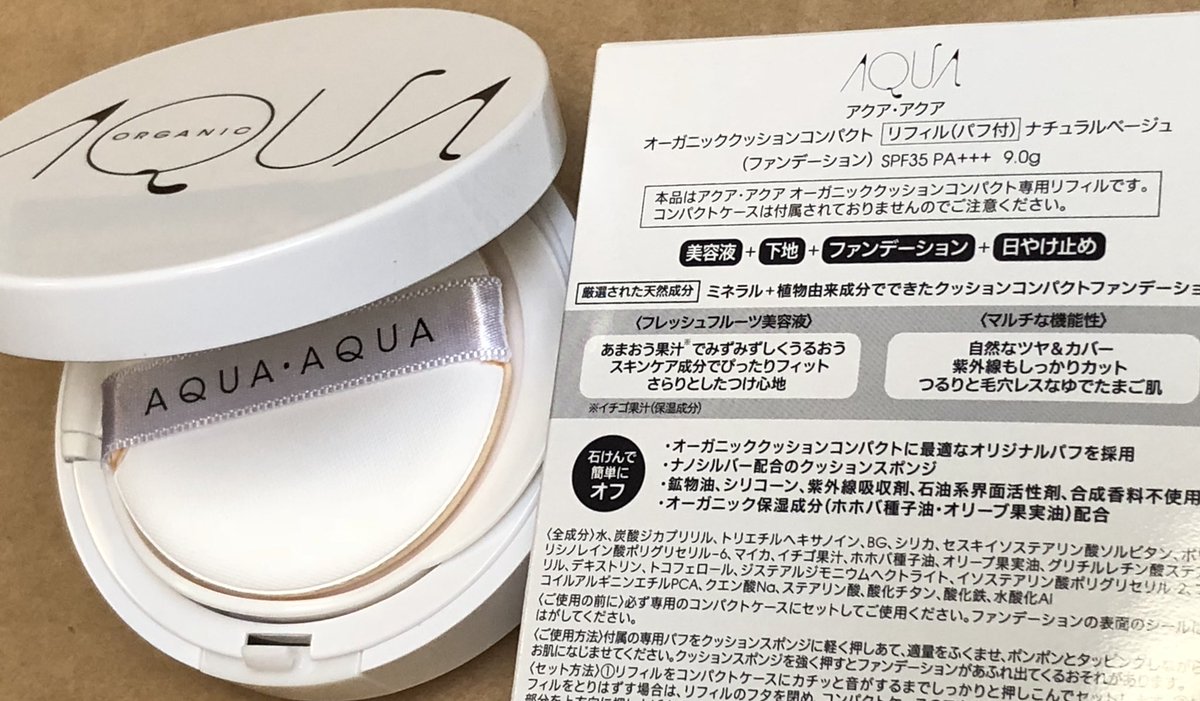 AQUA
ORGANIC
AQUA・AQUA
AQUA
アクア・アクア
オーガニッククッションコンパクト リフィル(パフ付) ナチュラルベージュ
(ファンデーション) SPF35 PA+++ 9.0g
本品はアクア・アクア オーガニッククッションコンパクト専用リフィルです。
コンパクトケースは付属されておりませんのでご注意ください。
美容液+下地+ファンデーション+日やけ止め
厳選された天然成分 ミネラル+植物由来成分でできたクッションコンパクトファンデーショ
〈フレッシュフルーツ美容液〉
あまおう果汁※でみずみずしくうるおう
スキンケア成分でぴったりフィット
さらりとしたつけ心地
※イチゴ果汁(保湿成分)
〈マルチな機能性〉
自然なツヤ&カバー
紫外線もしっかりカット
つるりと毛穴レスなゆでたまご肌
石けんで
簡単に
オフ
・オーガニッククッションコンパクトに最適なオリジナルパフを採用
・ナノシルバー配合のクッションスポンジ
・鉱物油、シリコーン、紫外線吸収剤、石油系界面活性剤、合成香料不使用
・オーガニック保湿成分(ホホバ種子油・オリーブ果実油)配合
〈全成分〉水、炭酸ジカプリリル、トリエチルヘキサノイン、BG、シリカ、セスキイソステアリン酸ソルビタン、ポ
リシノレイン酸ポリグリセリル-6、マイカ、イチゴ果汁、ホホバ種子油、オリーブ果実油、グリチルレチン酸ステ
リル、デキストリン、トコフェロール、ジステアルジモニウムヘクトライト、イソステアリン酸ポリグリセリル-2、
コイルアルギニンエチルPCA、クエン酸Na、ステアリン酸、酸化チタン、酸化鉄、水酸化Al
〈ご使用の前に〉必ず専用のコンパクトケースにセットしてご使用ください。ファンデーションの表面のシールは
はがしてください。
〈ご使用方法〉付属の専用パフをクッションスポンジに軽く押しあて、適量をふくませ、ポンポンとタッピングしながら
お肌になじませてください。クッションスポンジを強く押すとファンデーションがあふれ出てくるおそれがあります。
〈セット方法〉①リフィルをコンパクトケースにカチッと音がするまでしっかりと押しこんでセット
フィルをとりはずす場合は、リフィルのフタを閉め、コンパクトケースの